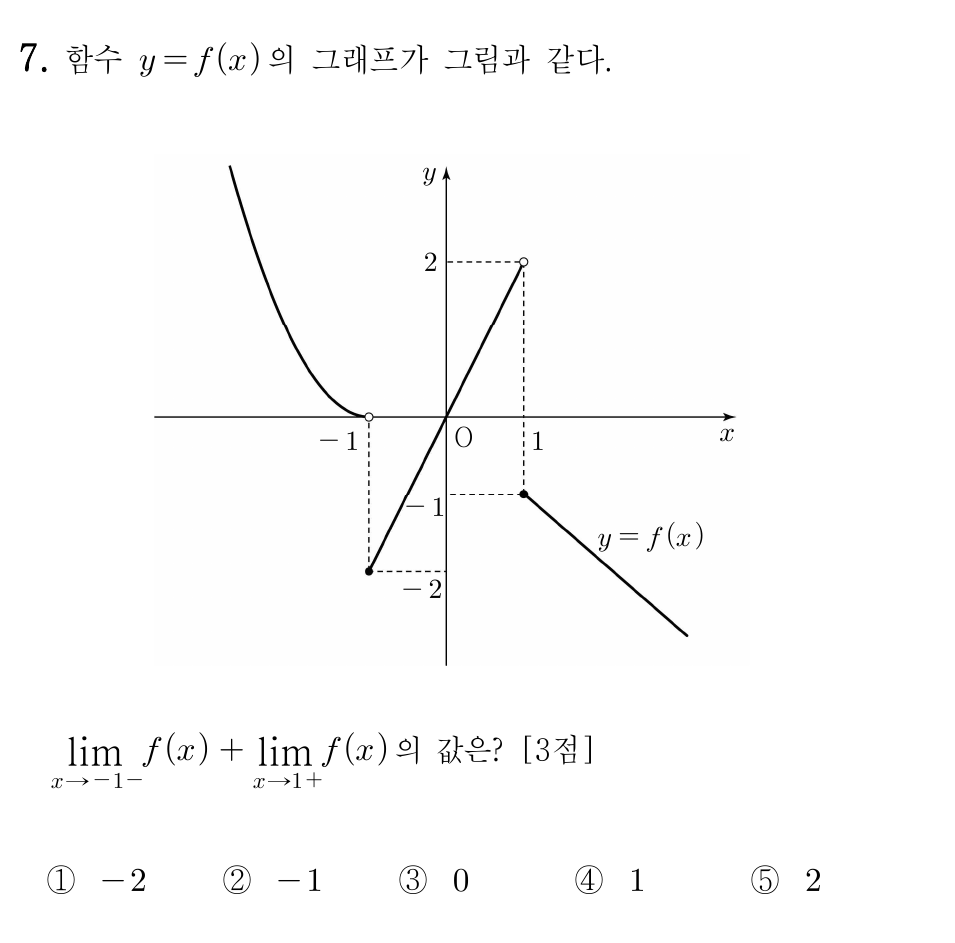 7. 함수 y=f(x)의 그래프가 그림과 같다.
y
2
-1
O
1
x
-1
y=f(x)
-2
lim f(x) + lim f(x)의 값은? [3점]
x→-1- x→1+
① -2 ② -1 ③ 0 ④ 1 ⑤ 2